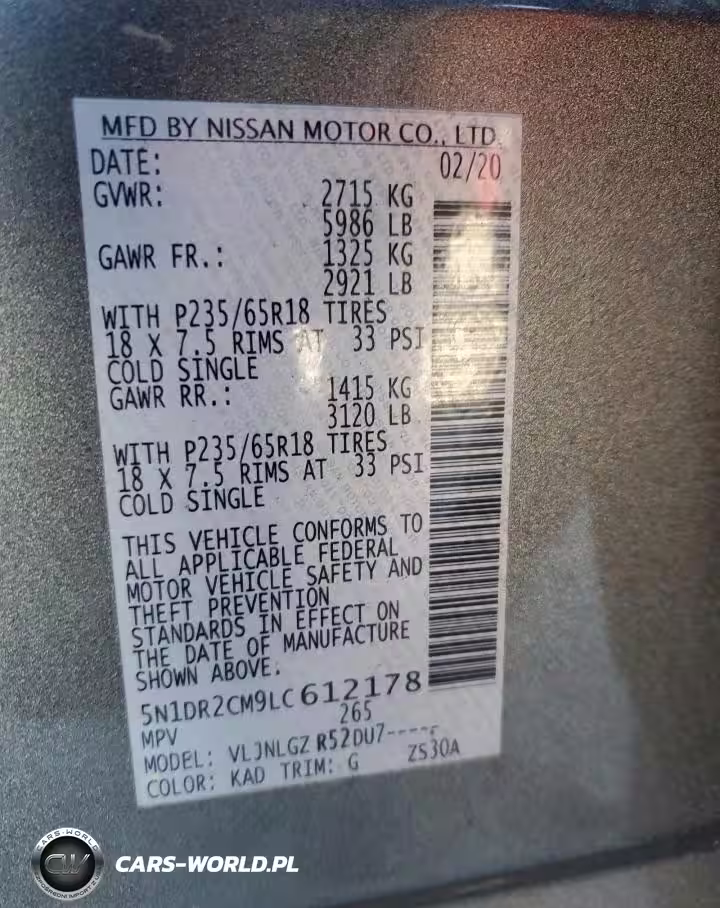 MFD BY NISSAN MOTOR CO., LTD.
DATE: 02/20
GVWR: 2715 KG
5986 LB
GAWR FR.: 1325 KG
2921 LB
WITH P235/65R18 TIRES
18 X 7.5 RIMS AT 33 PSI
COLD SINGLE
GAWR RR.: 1415 KG
3120 LB
WITH P235/65R18 TIRES
18 X 7.5 RIMS AT 33 PSI
COLD SINGLE
THIS VEHICLE CONFORMS TO
ALL APPLICABLE FEDERAL
MOTOR VEHICLE SAFETY AND
THEFT PREVENTION
STANDARDS IN EFFECT ON
THE DATE OF MANUFACTURE
SHOWN ABOVE.
5N1DR2CM9LC612178
MPV 265
MODEL: VLJNLGZ R52DU7-----
COLOR: KAD TRIM: G ZS30A
CARS-WORLD
CW
CARS-WORLD.PL